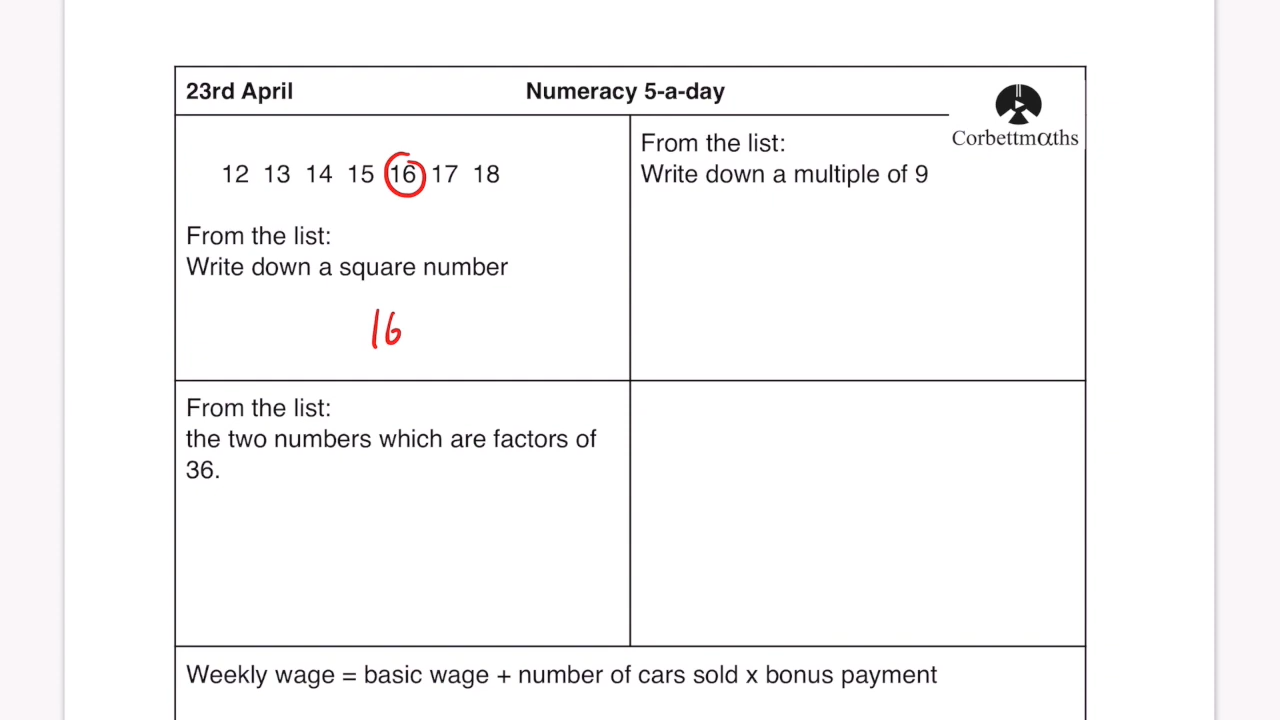 23rd April
Numeracy 5-a-day
Corbettmαths
12 13 14 15 16 17 18
From the list:
Write down a square number
16
From the list:
Write down a multiple of 9
From the list:
the two numbers which are factors of
36.
Weekly wage = basic wage + number of cars sold x bonus payment